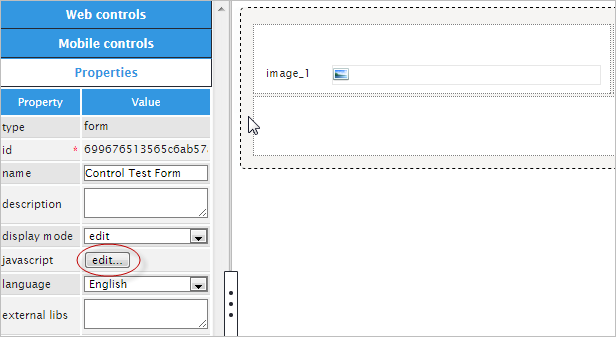 Web controls
Mobile controls
Properties
Property Value
type form
id *
name Control Test Form
description
display mode edit
javascript edit...
language English
external libs
image_1